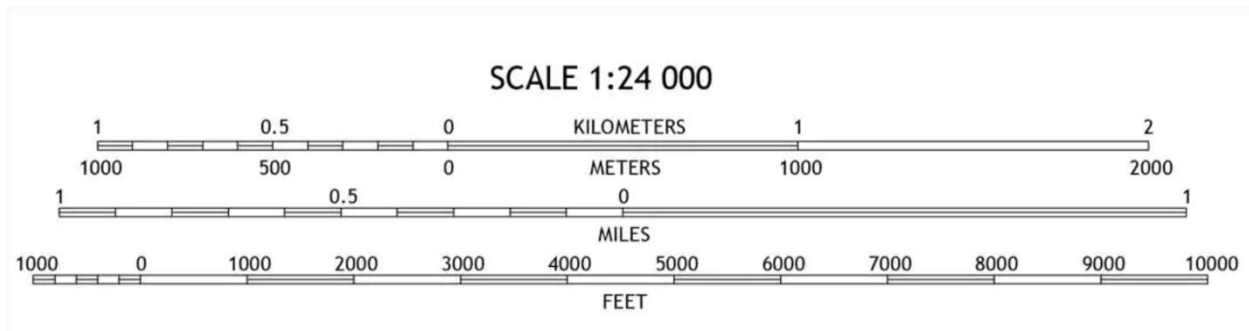 SCALE 1:24 000
1 0.5 0 KILOMETERS 1 2
1000 500 0 METERS 1000 2000
1 0.5 0 1
MILES
1000 0 1000 2000 3000 4000 5000 6000 7000 8000 9000 10000
FEET